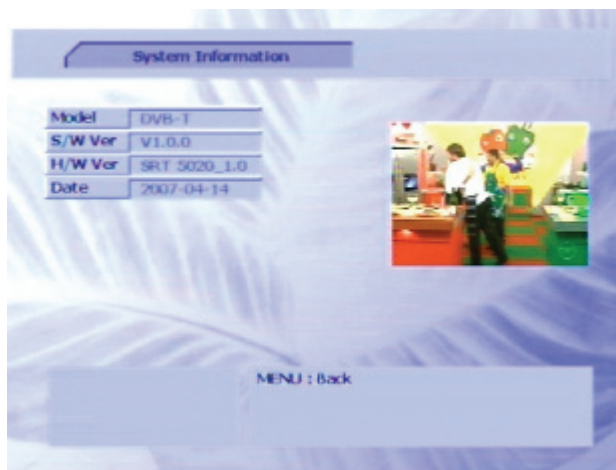 System Information
Model DVB-T
S/W Ver V1.0.0
H/W Ver SRT 5020_1.0
Date 2007-04-14
MENU : Back